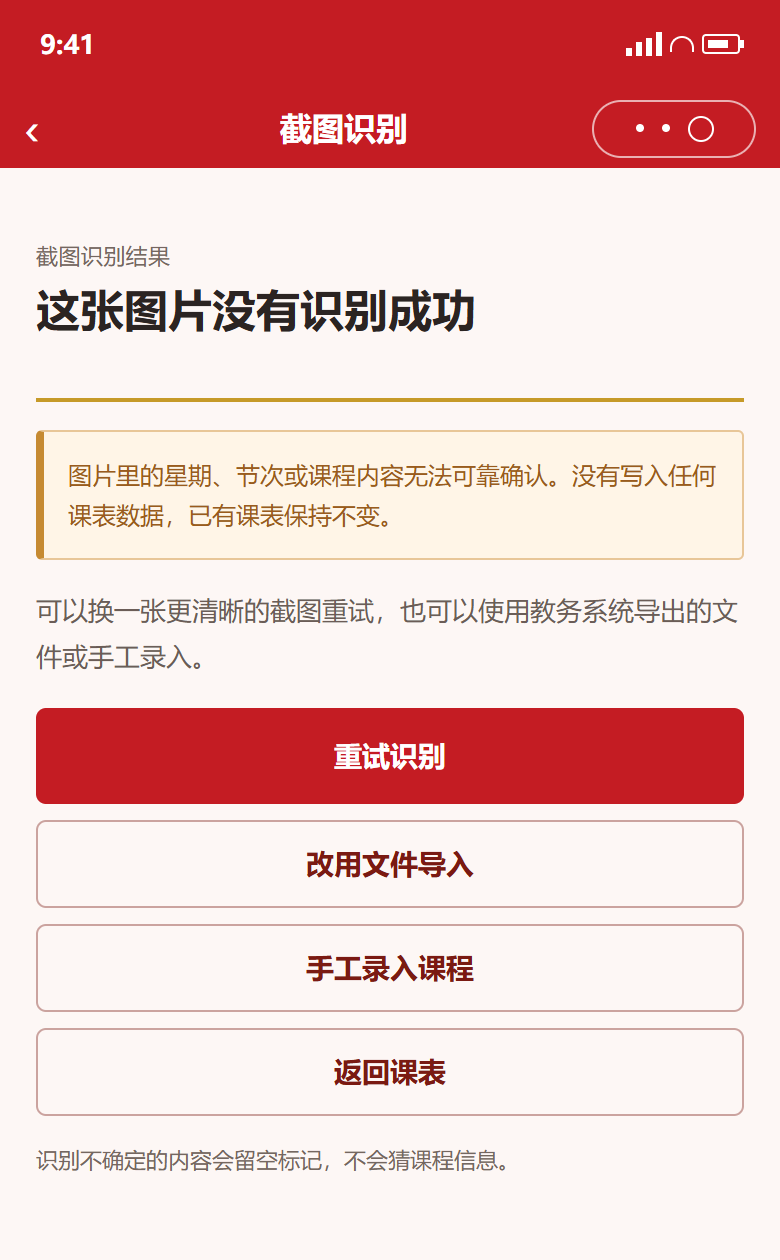 9:41
‹
截图识别
截图识别结果
这张图片没有识别成功
图片里的星期、节次或课程内容无法可靠确认。没有写入任何
课表数据，已有课表保持不变。
可以换一张更清晰的截图重试，也可以使用教务系统导出的文
件或手工录入。
重试识别
改用文件导入
手工录入课程
返回课表
识别不确定的内容会留空标记，不会猜课程信息。